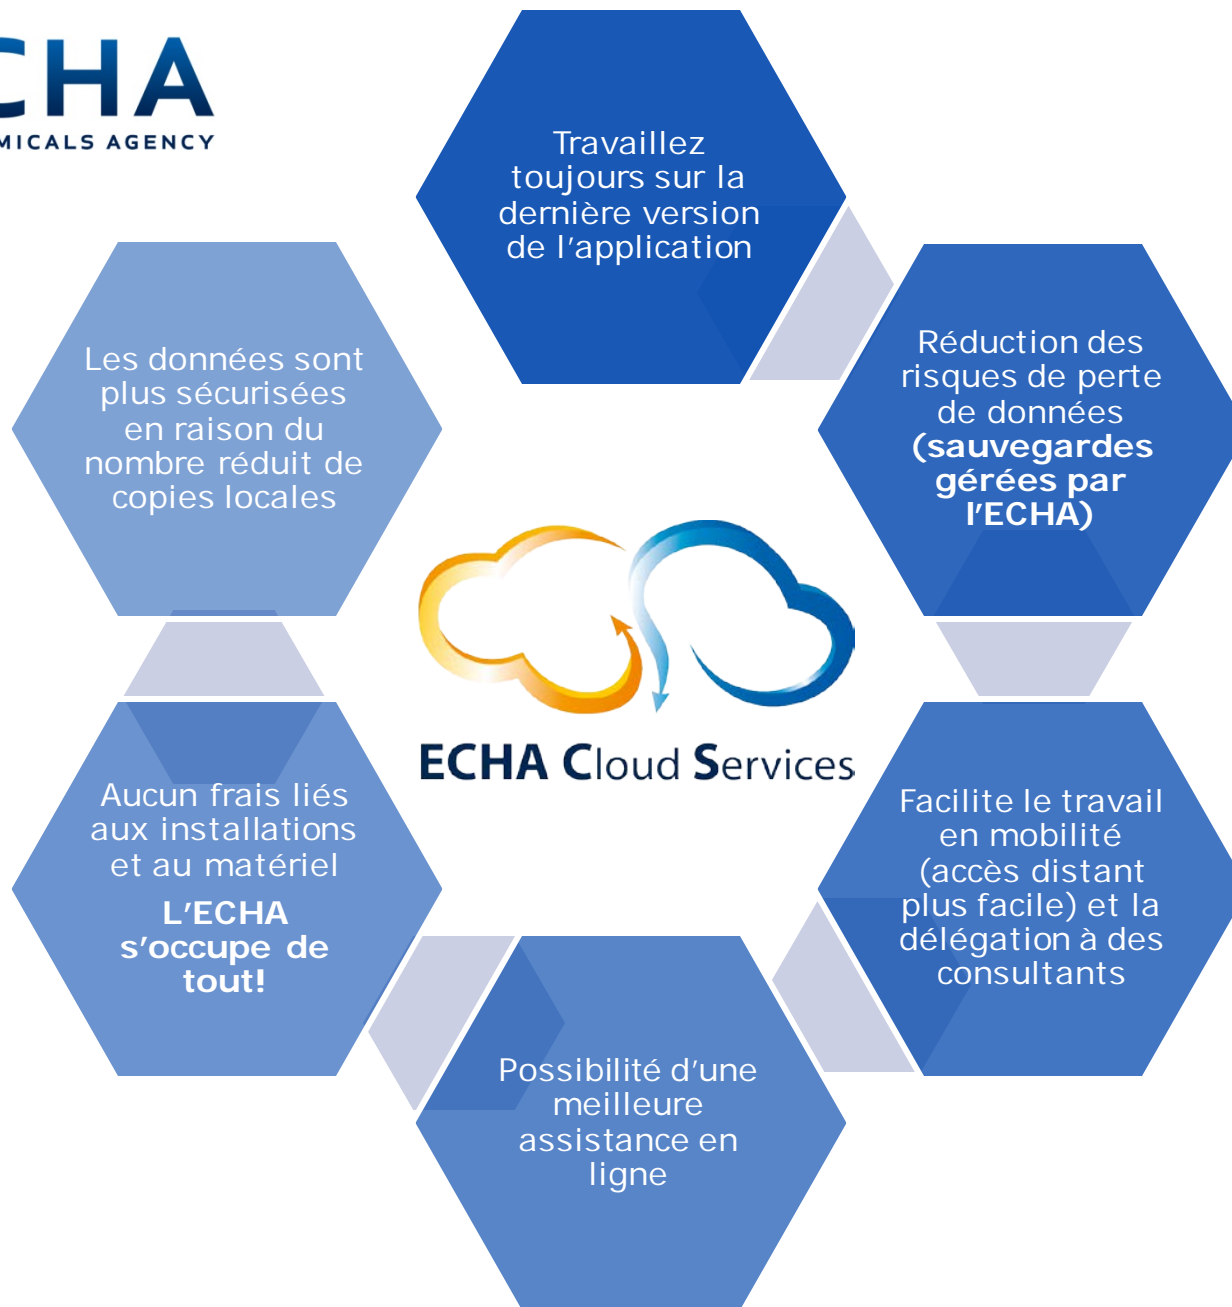 CHA
MICALS AGENCY
Travaillez
toujours sur la
dernière version
de l'application
Réduction des
risques de perte
de données
(sauvegardes
gérées par
l'ECHA)
Facilite le travail
en mobilité
(accès distant
plus facile) et la
délégation à des
consultants
Possibilité d'une
meilleure
assistance en
ligne
Aucun frais liés
aux installations
et au matériel
L'ECHA
s'occupe de
tout!
Les données sont
plus sécurisées
en raison du
nombre réduit de
copies locales
ECHA Cloud Services